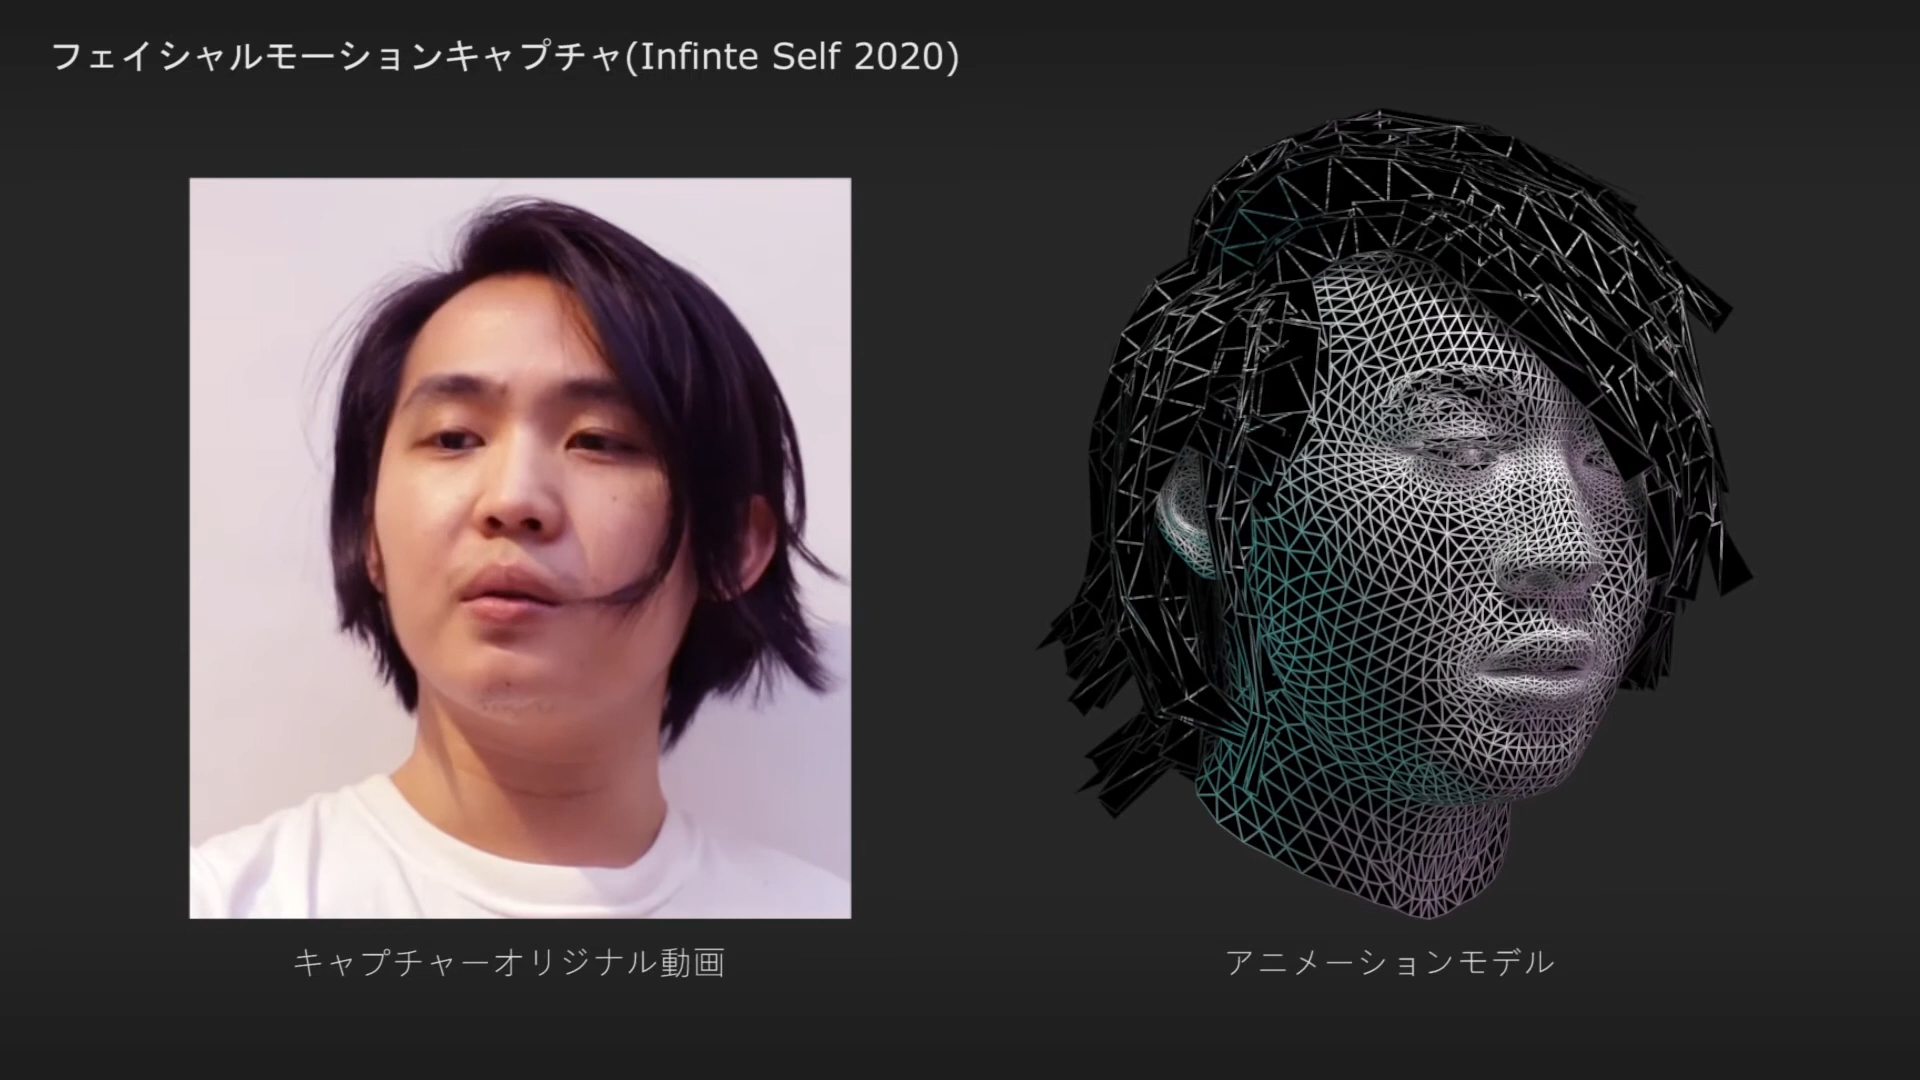 フェイシャルモーションキャプチャ(Infinte Self 2020)
キャプチャーオリジナル動画
アニメーションモデル